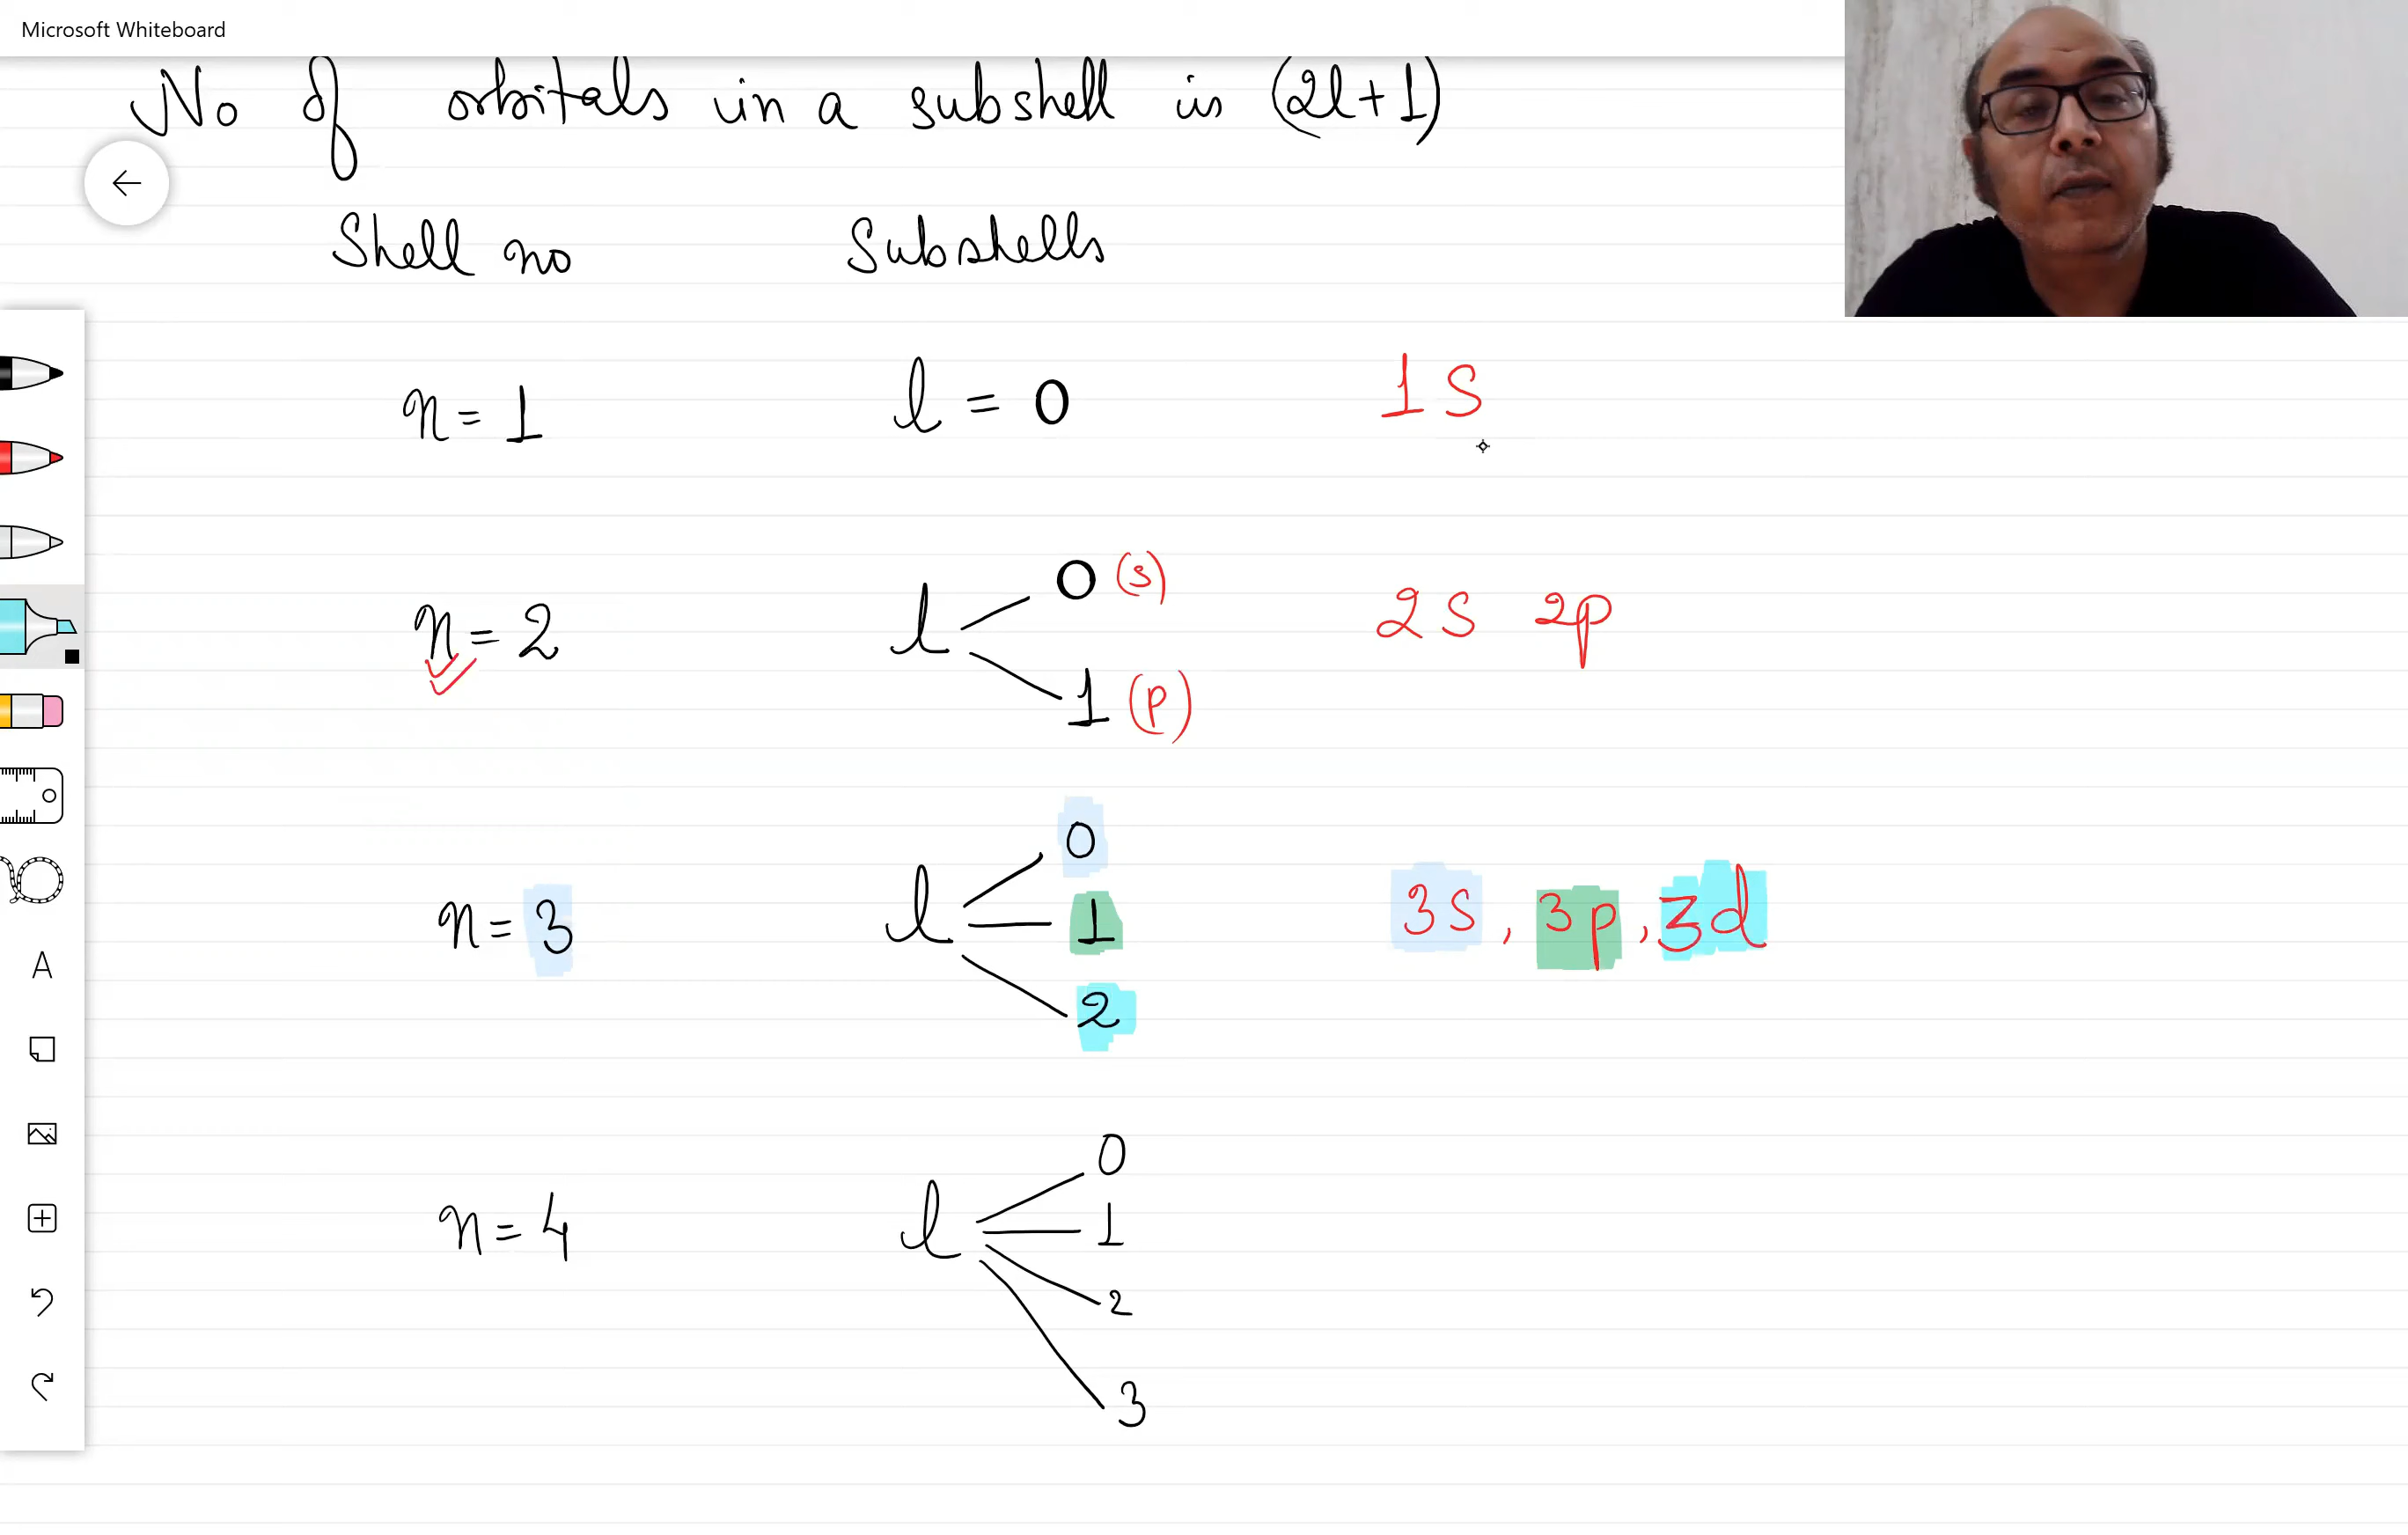 Microsoft Whiteboard
No of orbitals in a subshell is (2l+1)
Shell no Subshells
n = 1 l = 0 1s
n = 2 l 0 (s) 2s 2p
1 (p)
n = 3 l 0 3s, 3p, 3d
1
2
n = 4 l 0
1
2
3
A